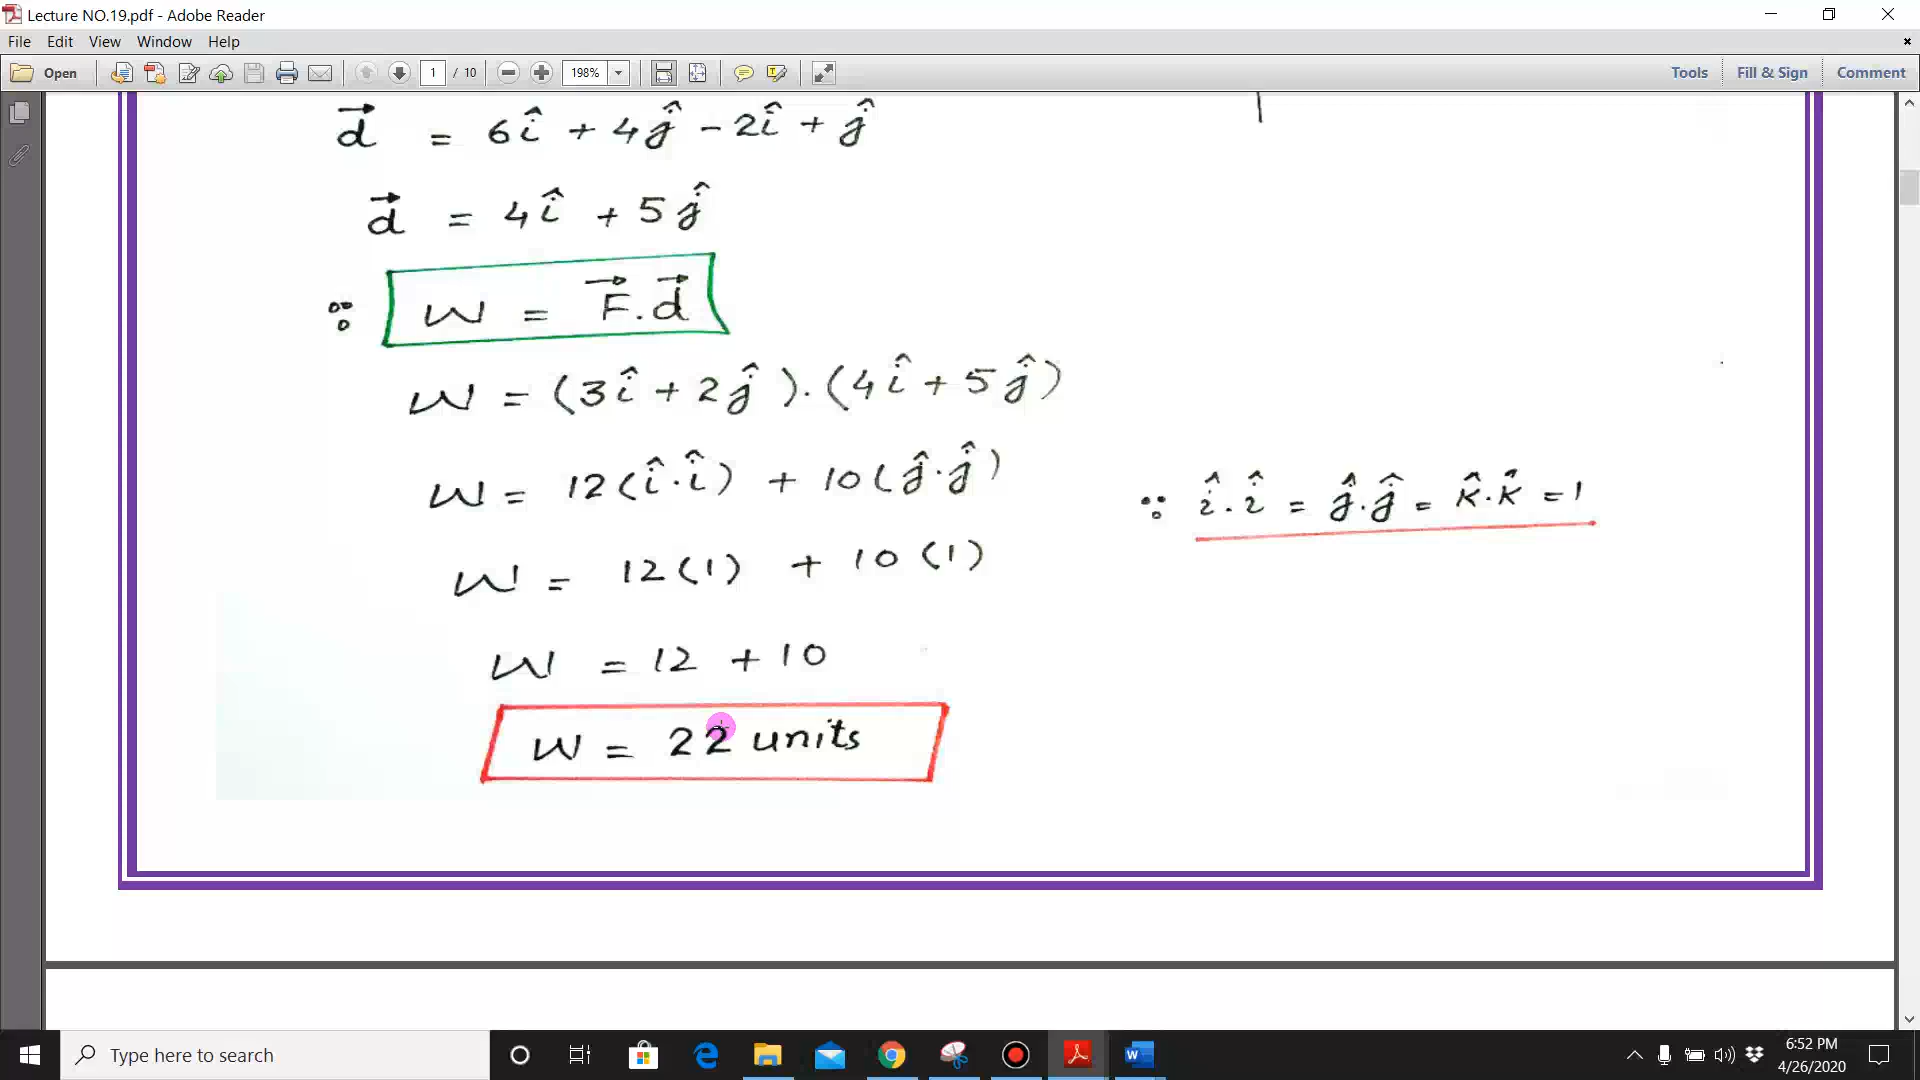 Lecture NO.19.pdf - Adobe Reader
File Edit View Window Help
Open 1 / 10 198% Tools Fill & Sign Comment
d⃗ = 6î + 4ĵ - 2î + ĵ
d⃗ = 4î + 5ĵ
∵ W = F⃗.d⃗
W = (3î + 2ĵ).(4î + 5ĵ)
W = 12(î.î) + 10(ĵ.ĵ)
∵ î.î = ĵ.ĵ = k̂.k̂ = 1
W = 12(1) + 10(1)
W = 12 + 10
W = 22 units
Type here to search
6:52 PM
4/26/2020